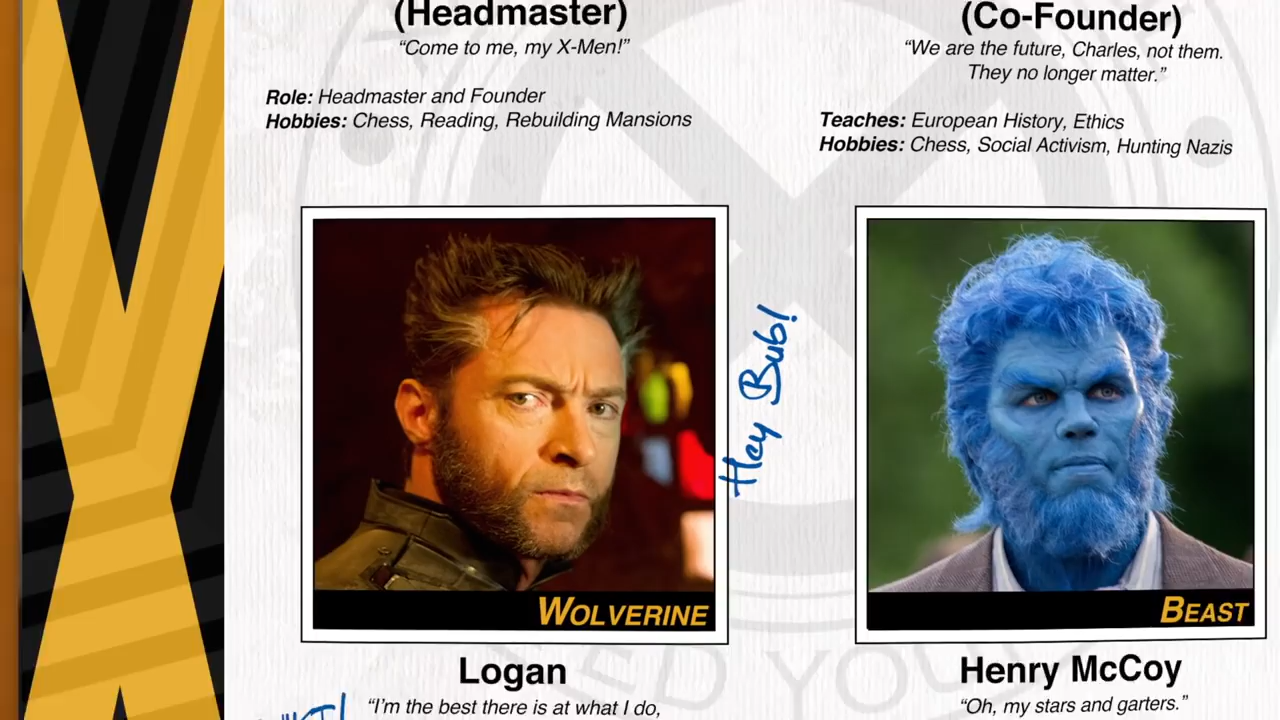 (Headmaster)
“Come to me, my X-Men!”
Role: Headmaster and Founder
Hobbies: Chess, Reading, Rebuilding Mansions
(Co-Founder)
“We are the future, Charles, not them.
They no longer matter.”
Teaches: European History, Ethics
Hobbies: Chess, Social Activism, Hunting Nazis
WOLVERINE
Hey Bub!
Logan
“I’m the best there is at what I do,
BEAST
Henry McCoy
“Oh, my stars and garters.”